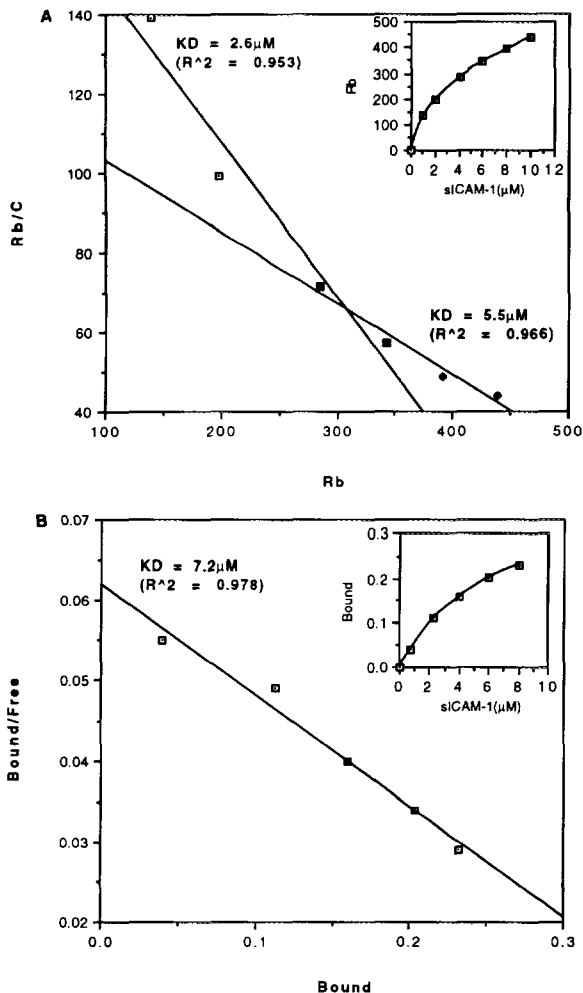 A
KD = 2.6µM
(R^2 = 0.953)
KD = 5.5µM
(R^2 = 0.966)
Rb/C
140
120
100
80
60
40
100 200 300 400 500
Rb
Rb
500
400
300
200
100
0
0 2 4 6 8 10 12
sICAM-1(µM)
B
KD = 7.2µM
(R^2 = 0.978)
Bound/Free
0.07
0.06
0.05
0.04
0.03
0.02
0.0 0.1 0.2 0.3
Bound
Bound
0.3
0.2
0.1
0.0
0 2 4 6 8 10
sICAM-1(µM)